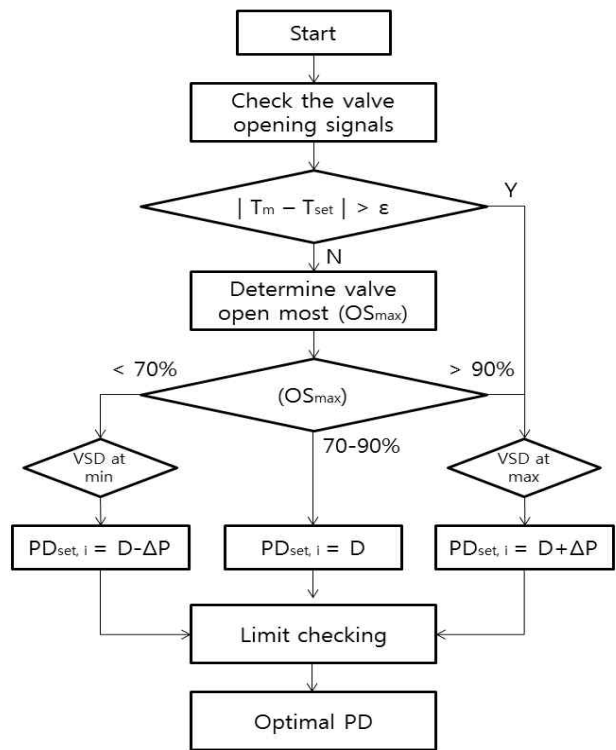 Start
Check the valve
opening signals
| Tm – Tset | > ε
Y
N
Determine valve
open most (OSmax)
< 70%
> 90%
(OSmax)
70-90%
VSD at
min
VSD at
max
PDset, i = D-ΔP
PDset, i = D
PDset, i = D+ΔP
Limit checking
Optimal PD